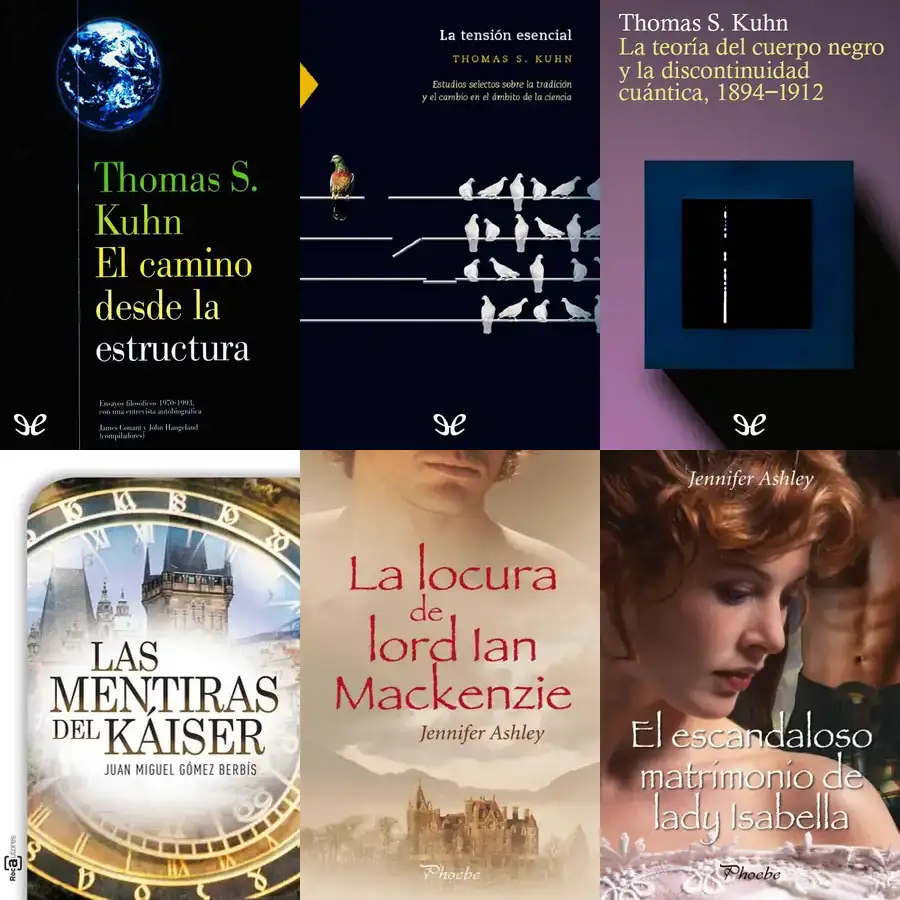 Thomas S.
Kuhn
El camino
desde la
estructura
Ensayos filosóficos 1970-1993,
con una entrevista autobiográfica
James Conant y John Haugeland
(compiladores)
La tensión esencial
THOMAS S. KUHN
Estudios selectos sobre la tradición
y el cambio en el ámbito de la ciencia
Thomas S. Kuhn
La teoría del cuerpo negro
y la discontinuidad
cuántica, 1894–1912
LAS
MENTIRAS
DEL KÁISER
JUAN MIGUEL GÓMEZ BERBÍS
Rocautores
La locura
de
lord Ian
Mackenzie
Jennifer Ashley
Phoebe
Jennifer Ashley
El escandaloso
matrimonio de
lady Isabella
Phoebe